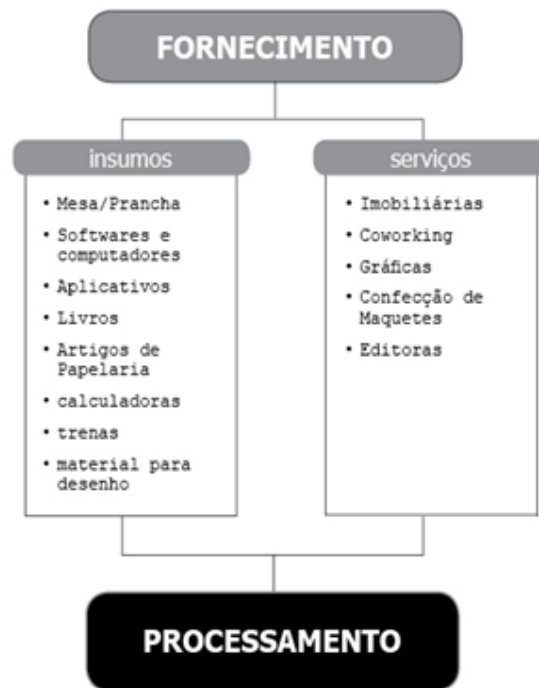 FORNECIMENTO
insumos
• Mesa/Prancha
• Softwares e
computadores
• Aplicativos
• Livros
• Artigos de
Papelaria
• calculadoras
• trenas
• material para
desenho
serviços
• Imobiliárias
• Coworking
• Gráficas
• Confecção de
Maquetes
• Editoras
PROCESSAMENTO